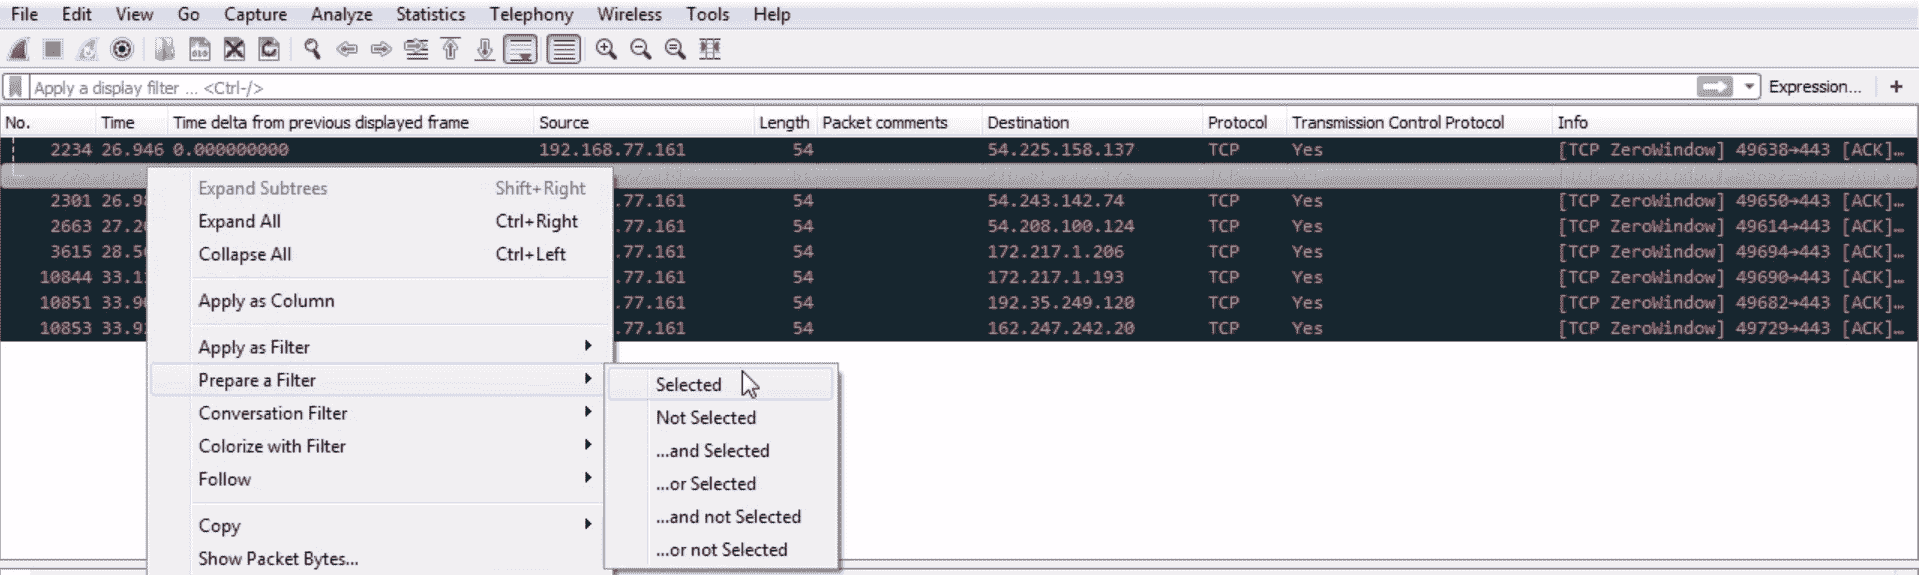 File Edit View Go Capture Analyze Statistics Telephony Wireless Tools Help
Apply a display filter ... <Ctrl-/> Expression... +
No. Time Time delta from previous displayed frame Source Length Packet comments Destination Protocol Transmission Control Protocol Info
2234 26.946 0.000000000 192.168.77.161 54 54.225.158.137 TCP Yes [TCP ZeroWindow] 49638→443 [ACK]…
Expand Subtrees Shift+Right
2301 26.9 .77.161 54 54.243.142.74 TCP Yes [TCP ZeroWindow] 49650→443 [ACK]…
Expand All Ctrl+Right
2663 27.2 .77.161 54 54.208.100.124 TCP Yes [TCP ZeroWindow] 49614→443 [ACK]…
Collapse All Ctrl+Left
3615 28.5 .77.161 54 172.217.1.206 TCP Yes [TCP ZeroWindow] 49694→443 [ACK]…
10844 33.1 .77.161 54 172.217.1.193 TCP Yes [TCP ZeroWindow] 49690→443 [ACK]…
Apply as Column
10851 33.9 .77.161 54 192.35.249.120 TCP Yes [TCP ZeroWindow] 49682→443 [ACK]…
10853 33.9 .77.161 54 162.247.242.20 TCP Yes [TCP ZeroWindow] 49729→443 [ACK]…
Apply as Filter
Prepare a Filter
Selected
Conversation Filter
Not Selected
Colorize with Filter
...and Selected
Follow
...or Selected
...and not Selected
Copy
...or not Selected
Show Packet Bytes...